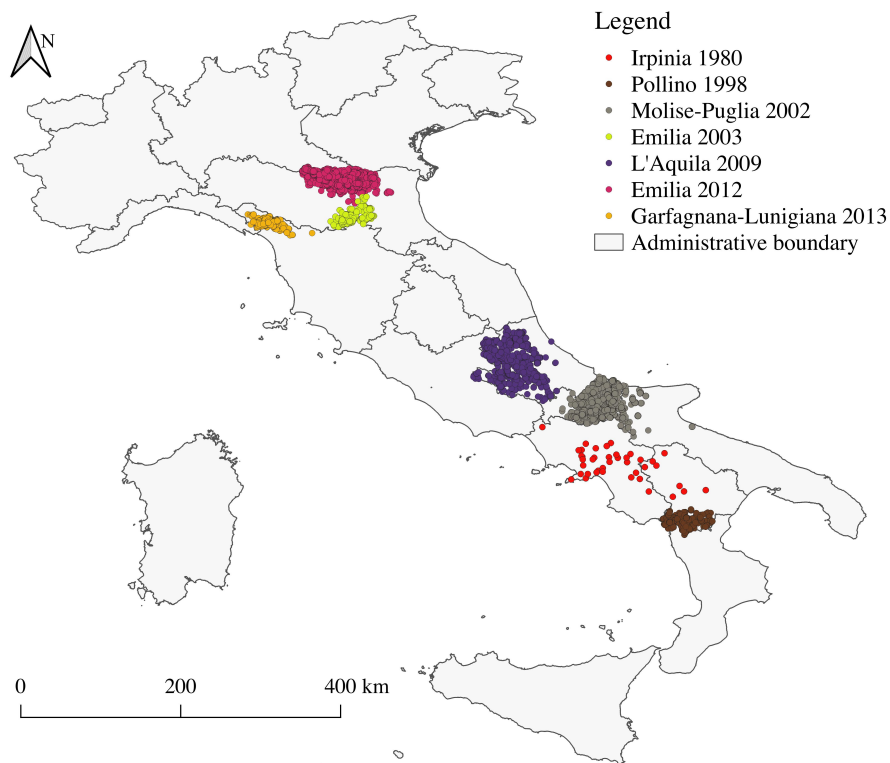 N
Legend
Irpinia 1980
Pollino 1998
Molise-Puglia 2002
Emilia 2003
L'Aquila 2009
Emilia 2012
Garfagnana-Lunigiana 2013
Administrative boundary
0 200 400 km